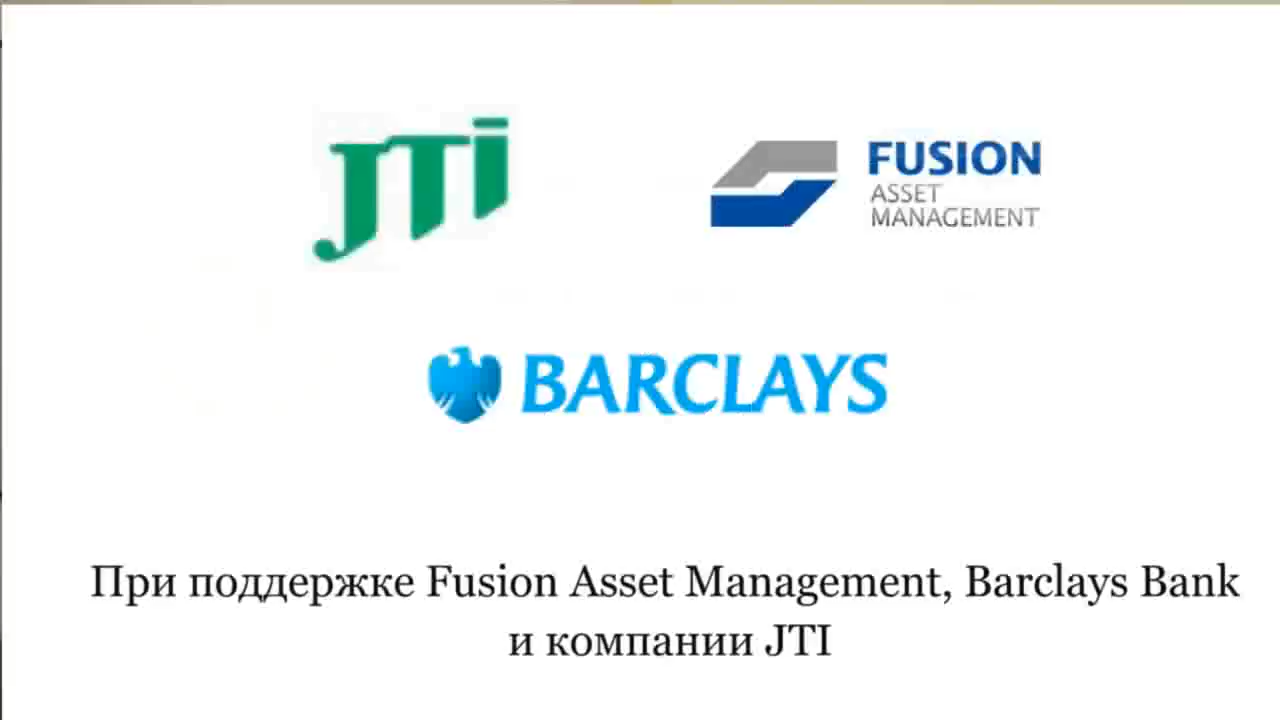 JTi
FUSION
ASSET
MANAGEMENT
BARCLAYS
При поддержке Fusion Asset Management, Barclays Bank
и компании JTI